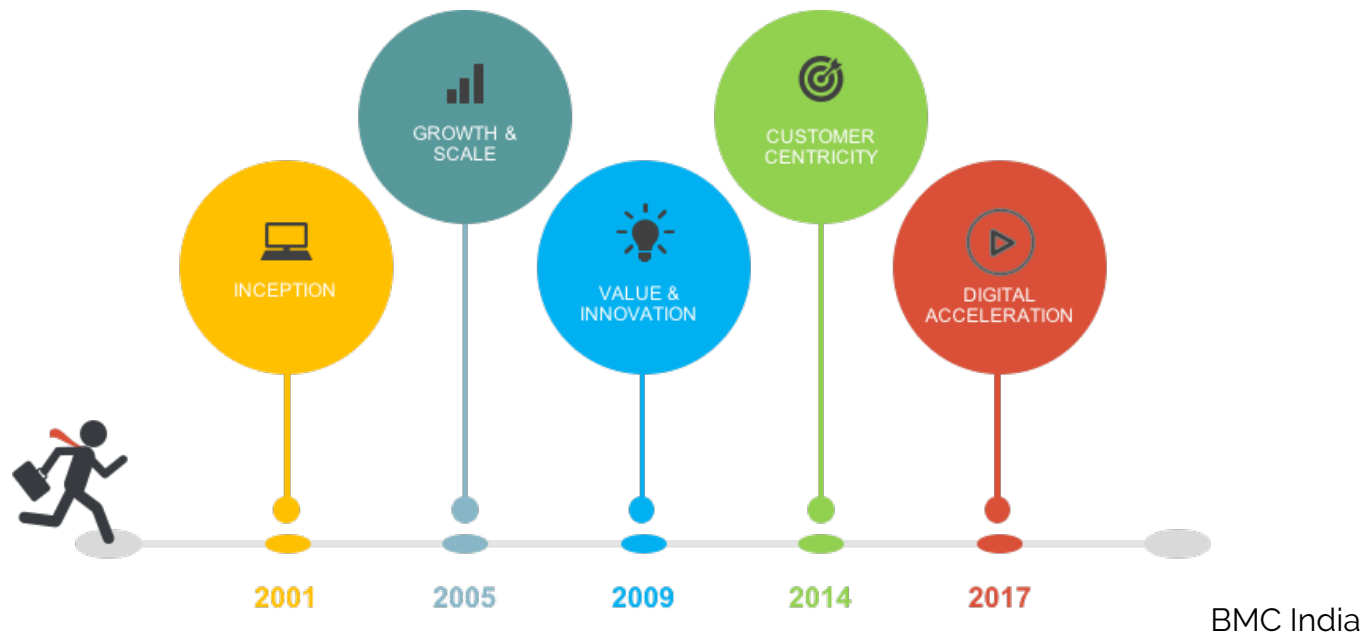 GROWTH &
SCALE
CUSTOMER
CENTRICITY
INCEPTION
VALUE &
INNOVATION
DIGITAL
ACCELERATION
2001
2005
2009
2014
2017
BMC India